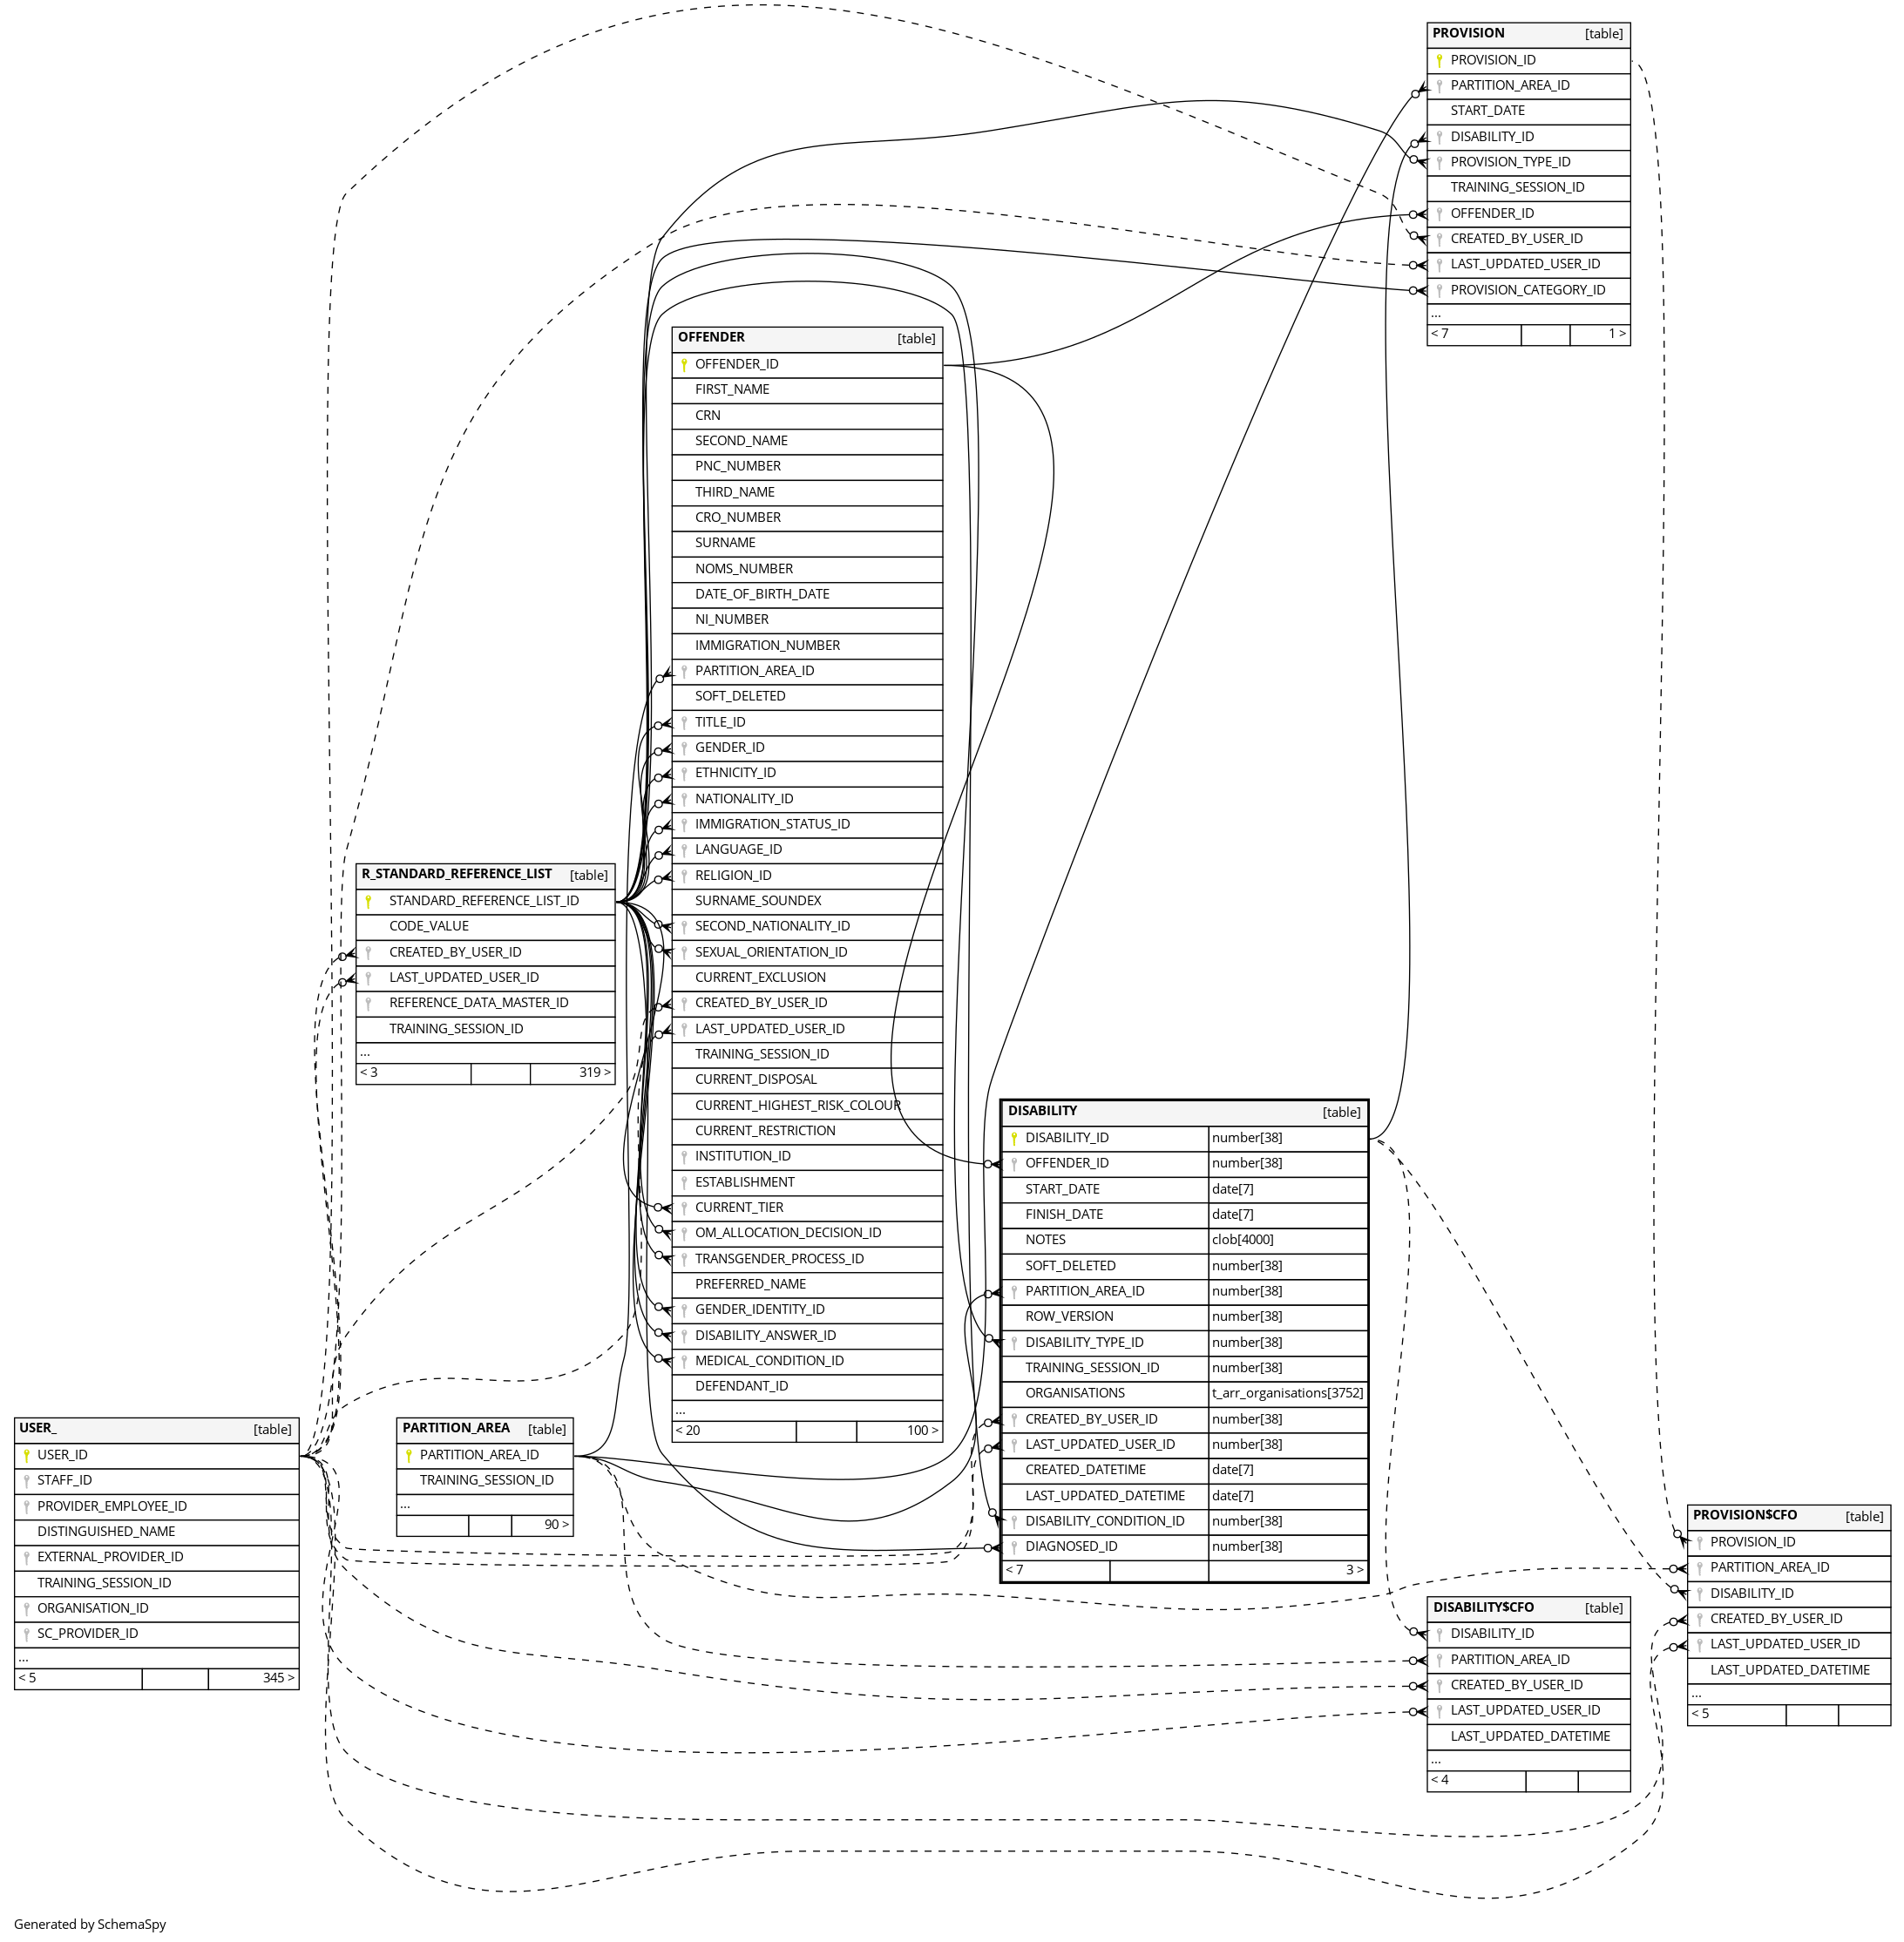 PROVISION [table]
PROVISION_ID
PARTITION_AREA_ID
START_DATE
DISABILITY_ID
PROVISION_TYPE_ID
TRAINING_SESSION_ID
OFFENDER_ID
CREATED_BY_USER_ID
LAST_UPDATED_USER_ID
PROVISION_CATEGORY_ID
...
< 7 1 >
OFFENDER [table]
OFFENDER_ID
FIRST_NAME
CRN
SECOND_NAME
PNC_NUMBER
THIRD_NAME
CRO_NUMBER
SURNAME
NOMS_NUMBER
DATE_OF_BIRTH_DATE
NI_NUMBER
IMMIGRATION_NUMBER
PARTITION_AREA_ID
SOFT_DELETED
TITLE_ID
GENDER_ID
ETHNICITY_ID
NATIONALITY_ID
IMMIGRATION_STATUS_ID
LANGUAGE_ID
RELIGION_ID
SURNAME_SOUNDEX
SECOND_NATIONALITY_ID
SEXUAL_ORIENTATION_ID
CURRENT_EXCLUSION
CREATED_BY_USER_ID
LAST_UPDATED_USER_ID
TRAINING_SESSION_ID
CURRENT_DISPOSAL
CURRENT_HIGHEST_RISK_COLOUR
CURRENT_RESTRICTION
INSTITUTION_ID
ESTABLISHMENT
CURRENT_TIER
OM_ALLOCATION_DECISION_ID
TRANSGENDER_PROCESS_ID
PREFERRED_NAME
GENDER_IDENTITY_ID
DISABILITY_ANSWER_ID
MEDICAL_CONDITION_ID
DEFENDANT_ID
...
< 20 100 >
R_STANDARD_REFERENCE_LIST [table]
STANDARD_REFERENCE_LIST_ID
CODE_VALUE
CREATED_BY_USER_ID
LAST_UPDATED_USER_ID
REFERENCE_DATA_MASTER_ID
TRAINING_SESSION_ID
...
< 3 319 >
DISABILITY [table]
DISABILITY_ID number[38]
OFFENDER_ID number[38]
START_DATE date[7]
FINISH_DATE date[7]
NOTES clob[4000]
SOFT_DELETED number[38]
PARTITION_AREA_ID number[38]
ROW_VERSION number[38]
DISABILITY_TYPE_ID number[38]
TRAINING_SESSION_ID number[38]
ORGANISATIONS t_arr_organisations[3752]
CREATED_BY_USER_ID number[38]
LAST_UPDATED_USER_ID number[38]
CREATED_DATETIME date[7]
LAST_UPDATED_DATETIME date[7]
DISABILITY_CONDITION_ID number[38]
DIAGNOSED_ID number[38]
< 7 3 >
USER_ [table]
USER_ID
STAFF_ID
PROVIDER_EMPLOYEE_ID
DISTINGUISHED_NAME
EXTERNAL_PROVIDER_ID
TRAINING_SESSION_ID
ORGANISATION_ID
SC_PROVIDER_ID
...
< 5 345 >
PARTITION_AREA [table]
PARTITION_AREA_ID
TRAINING_SESSION_ID
...
90 >
PROVISION$CFO [table]
PROVISION_ID
PARTITION_AREA_ID
DISABILITY_ID
CREATED_BY_USER_ID
LAST_UPDATED_USER_ID
LAST_UPDATED_DATETIME
...
< 5
DISABILITY$CFO [table]
DISABILITY_ID
PARTITION_AREA_ID
CREATED_BY_USER_ID
LAST_UPDATED_USER_ID
LAST_UPDATED_DATETIME
...
< 4
Generated by SchemaSpy